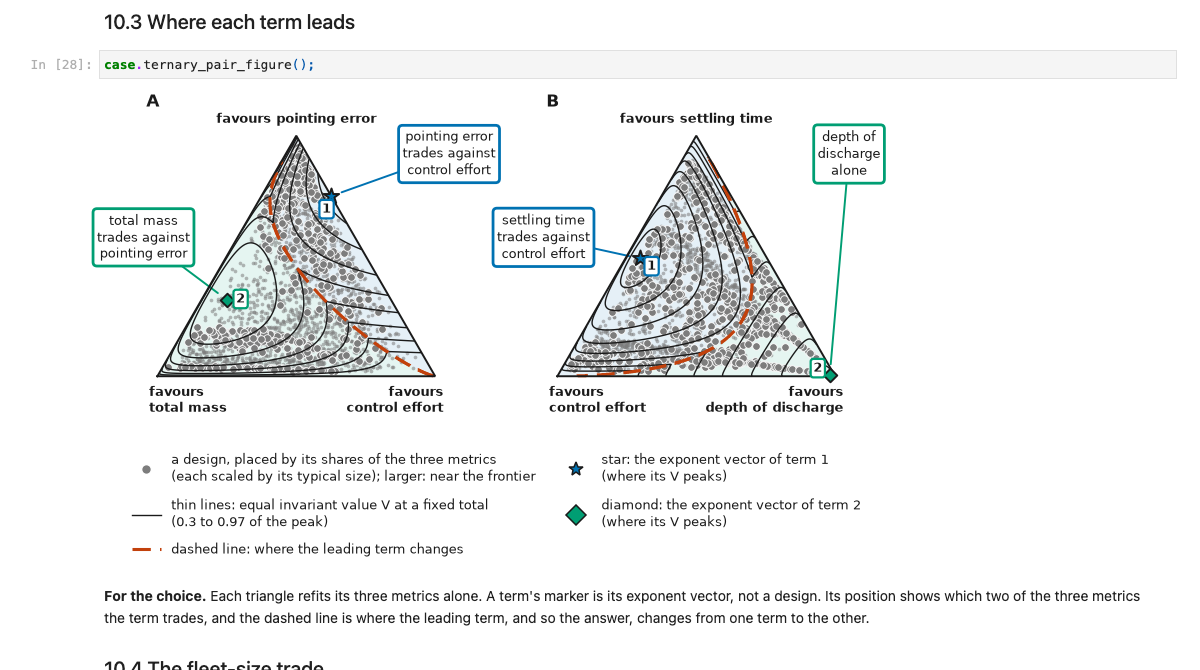 10.3 Where each term leads
In [28]: case.ternary_pair_figure();
A
B
favours pointing error
favours settling time
pointing error
trades against
control effort
depth of
discharge
alone
total mass
trades against
pointing error
settling time
trades against
control effort
1
2
1
2
favours
total mass
favours
control effort
favours
control effort
favours
depth of discharge
a design, placed by its shares of the three metrics
(each scaled by its typical size); larger: near the frontier
star: the exponent vector of term 1
(where its V peaks)
thin lines: equal invariant value V at a fixed total
(0.3 to 0.97 of the peak)
diamond: the exponent vector of term 2
(where its V peaks)
dashed line: where the leading term changes
For the choice. Each triangle refits its three metrics alone. A term's marker is its exponent vector, not a design. Its position shows which two of the three metrics
the term trades, and the dashed line is where the leading term, and so the answer, changes from one term to the other.
10.4 The fleet-size trade